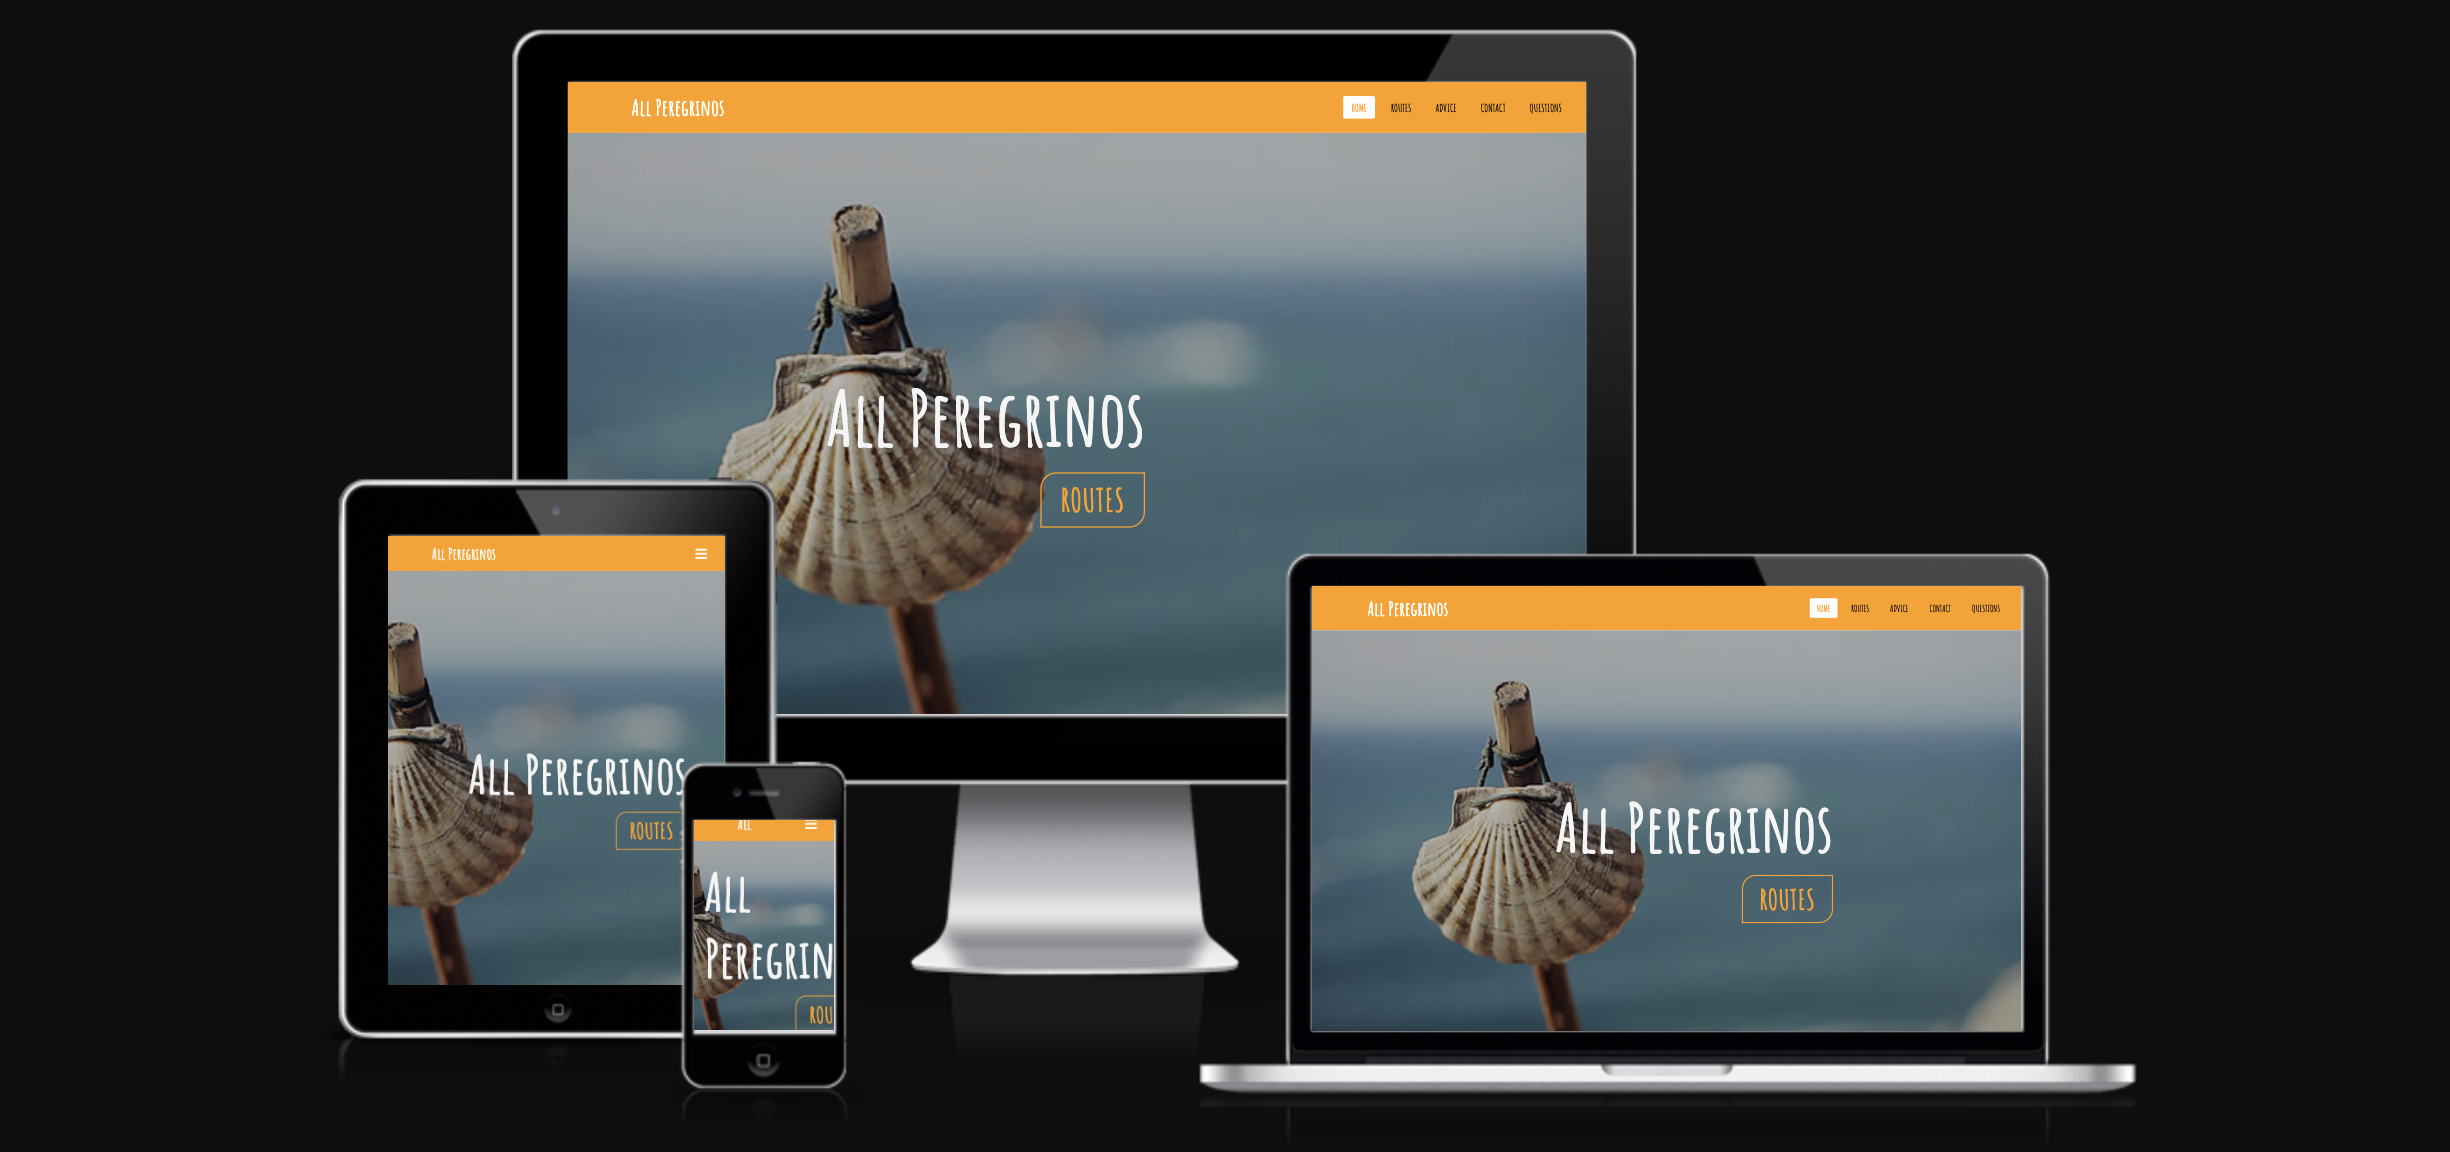 All Peregrinos
HOME ROUTES ADVICE CONTACT QUESTIONS
All Peregrinos
ROUTES
All Peregrinos
All Peregrinos
ROUTES
All
All
Peregrin
ROU
All Peregrinos
HOME ROUTES ADVICE CONTACT QUESTIONS
All Peregrinos
ROUTES